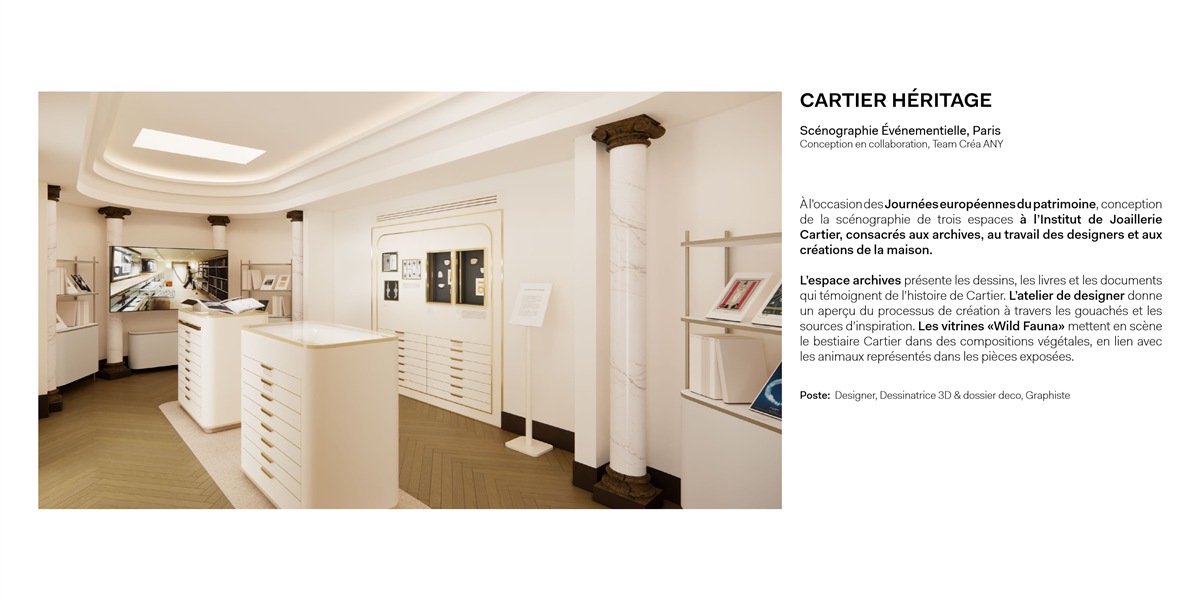 CARTIER HÉRITAGE
Scénographie Événementielle, Paris
Conception en collaboration, Team Créa ANY
À l'occasion des Journées européennes du patrimoine, conception
de la scénographie de trois espaces à l'Institut de Joaillerie
Cartier, consacrés aux archives, au travail des designers et aux
créations de la maison.
L'espace archives présente les dessins, les livres et les documents
qui témoignent de l'histoire de Cartier. L'atelier de designer donne
un aperçu du processus de création à travers les gouachés et les
sources d'inspiration. Les vitrines «Wild Fauna» mettent en scène
le bestiaire Cartier dans des compositions végétales, en lien avec
les animaux représentés dans les pièces exposées.
Poste: Designer, Dessinatrice 3D & dossier deco, Graphiste